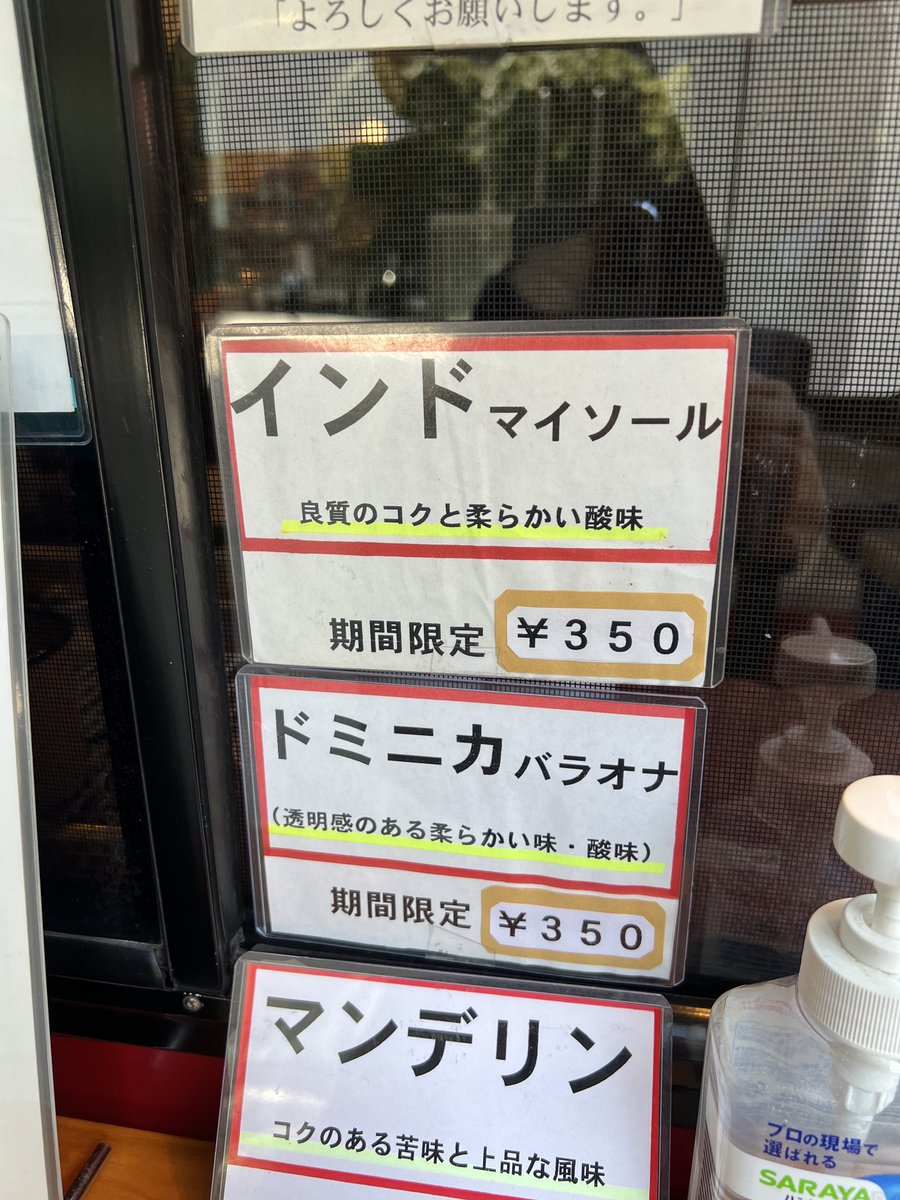 「よろしくお願いします。」
インド マイソール
良質のコクと柔らかい酸味
期間限定 ￥３５０
ドミニカ バラオナ
（透明感のある柔らかい味・酸味）
期間限定 ￥３５０
マンデリン
コクのある苦味と上品な風味
プロの現場で
選ばれる
SARAYA